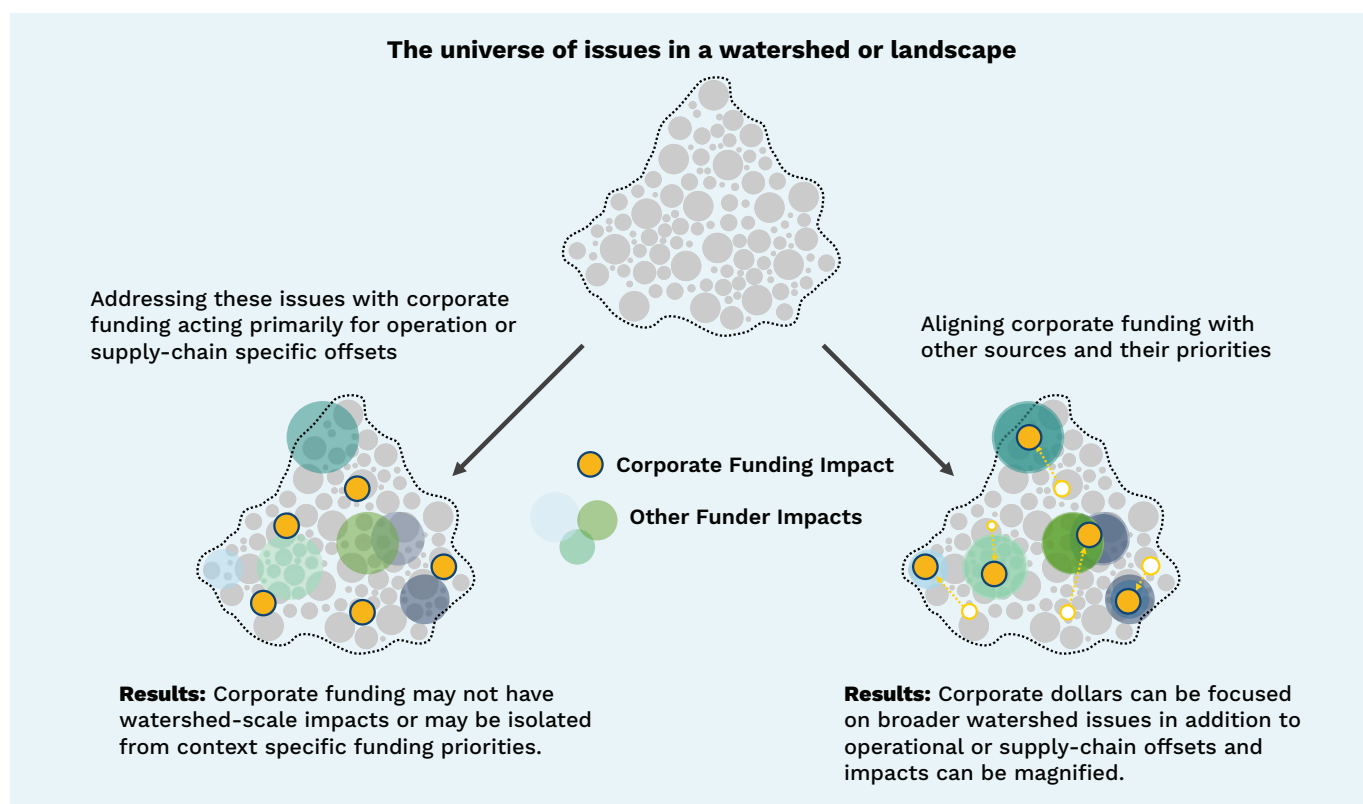 The universe of issues in a watershed or landscape
Addressing these issues with corporate
funding acting primarily for operation or
supply-chain specific offsets
Aligning corporate funding with
other sources and their priorities
Corporate Funding Impact
Other Funder Impacts
Results: Corporate funding may not have
watershed-scale impacts or may be isolated
from context specific funding priorities.
Results: Corporate dollars can be focused
on broader watershed issues in addition to
operational or supply-chain offsets and
impacts can be magnified.